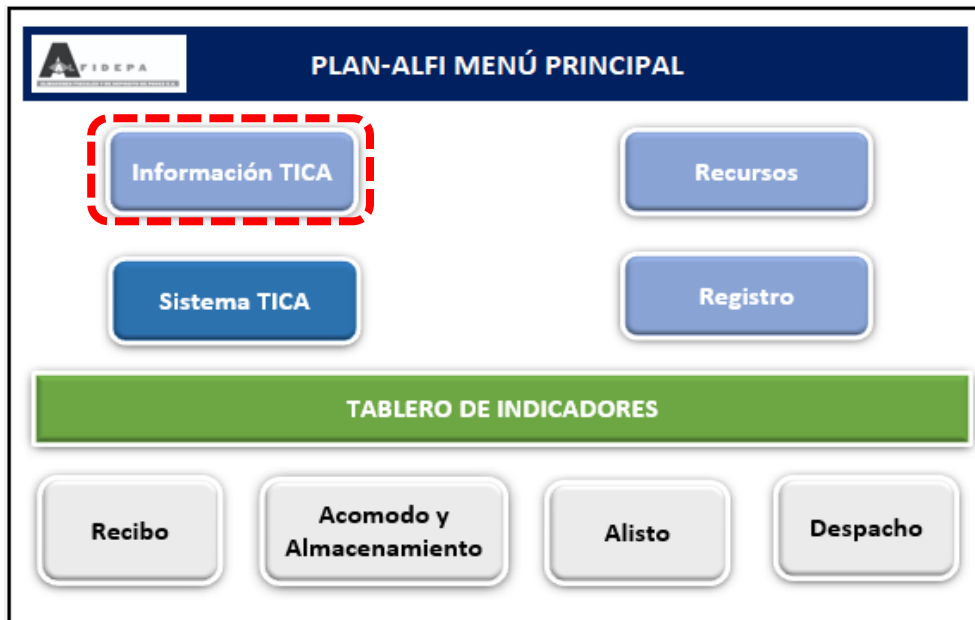 AFIDEPA
PLAN-ALFI MENÚ PRINCIPAL
Información TICA
Recursos
Sistema TICA
Registro
TABLERO DE INDICADORES
Recibo
Acomodo y
Almacenamiento
Alisto
Despacho